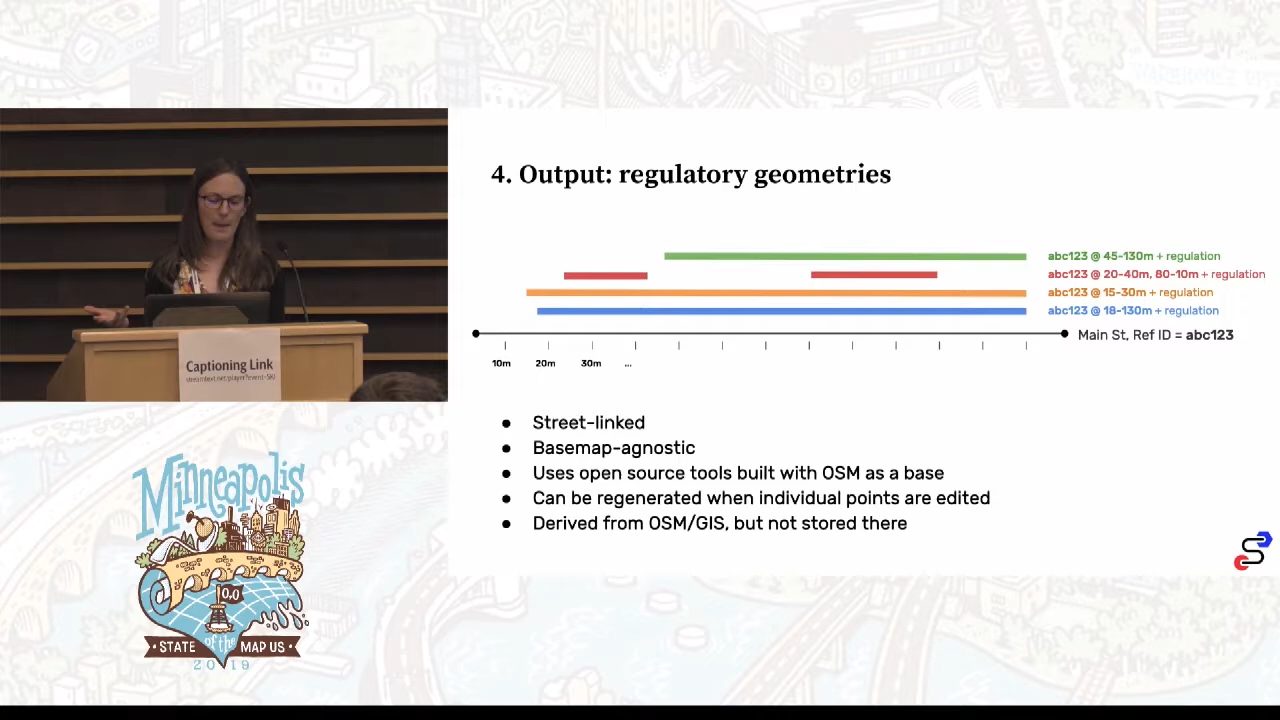 4. Output: regulatory geometries
abc123 @ 45-130m + regulation
abc123 @ 20-40m, 80-10m + regulation
abc123 @ 15-30m + regulation
abc123 @ 18-130m + regulation
Main St, Ref ID = abc123
10m 20m 30m ...
● Street-linked
● Basemap-agnostic
● Uses open source tools built with OSM as a base
● Can be regenerated when individual points are edited
● Derived from OSM/GIS, but not stored there
Captioning Link
Minneapolis
0,0
• STATE of the MAP US •
2019